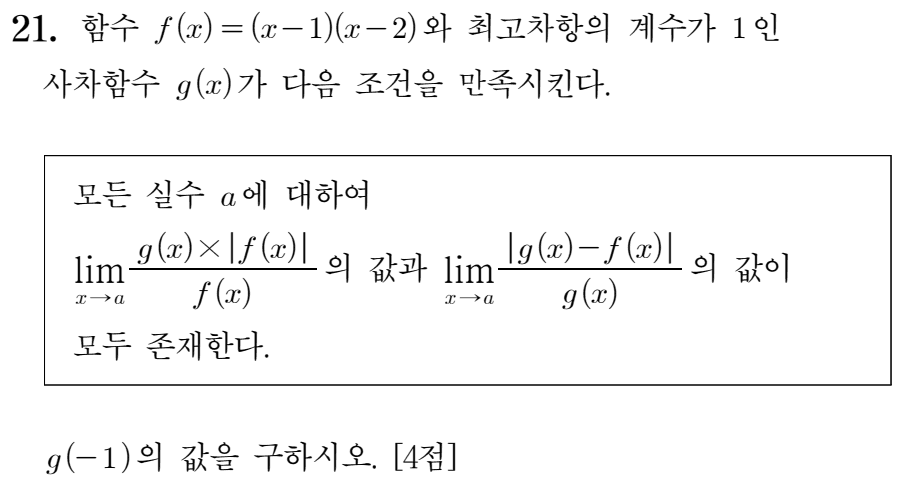 21. 함수 f(x)=(x-1)(x-2)와 최고차항의 계수가 1인
사차함수 g(x)가 다음 조건을 만족시킨다.
모든 실수 a에 대하여
lim_{x→a} \frac{g(x)×|f(x)|}{f(x)} 의 값과 lim_{x→a} \frac{|g(x)-f(x)|}{g(x)} 의 값이
모두 존재한다.
g(-1)의 값을 구하시오. [4점]